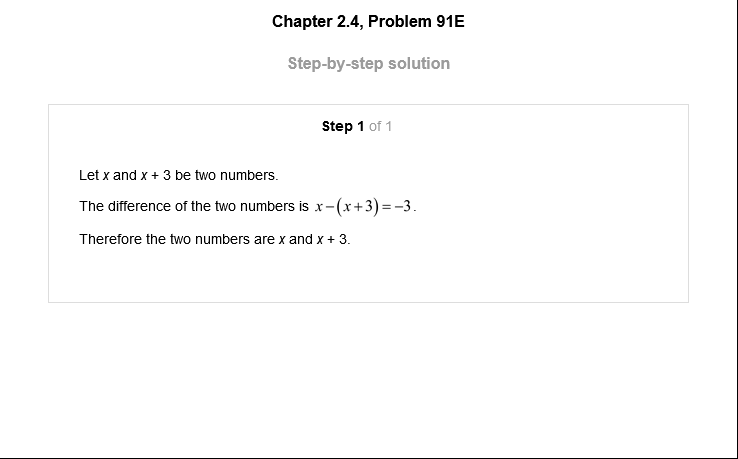 Chapter 2.4, Problem 91E
Step-by-step solution
Step 1 of 1
Let x and x + 3 be two numbers.
The difference of the two numbers is x−(x+3)=−3.
Therefore the two numbers are x and x + 3.